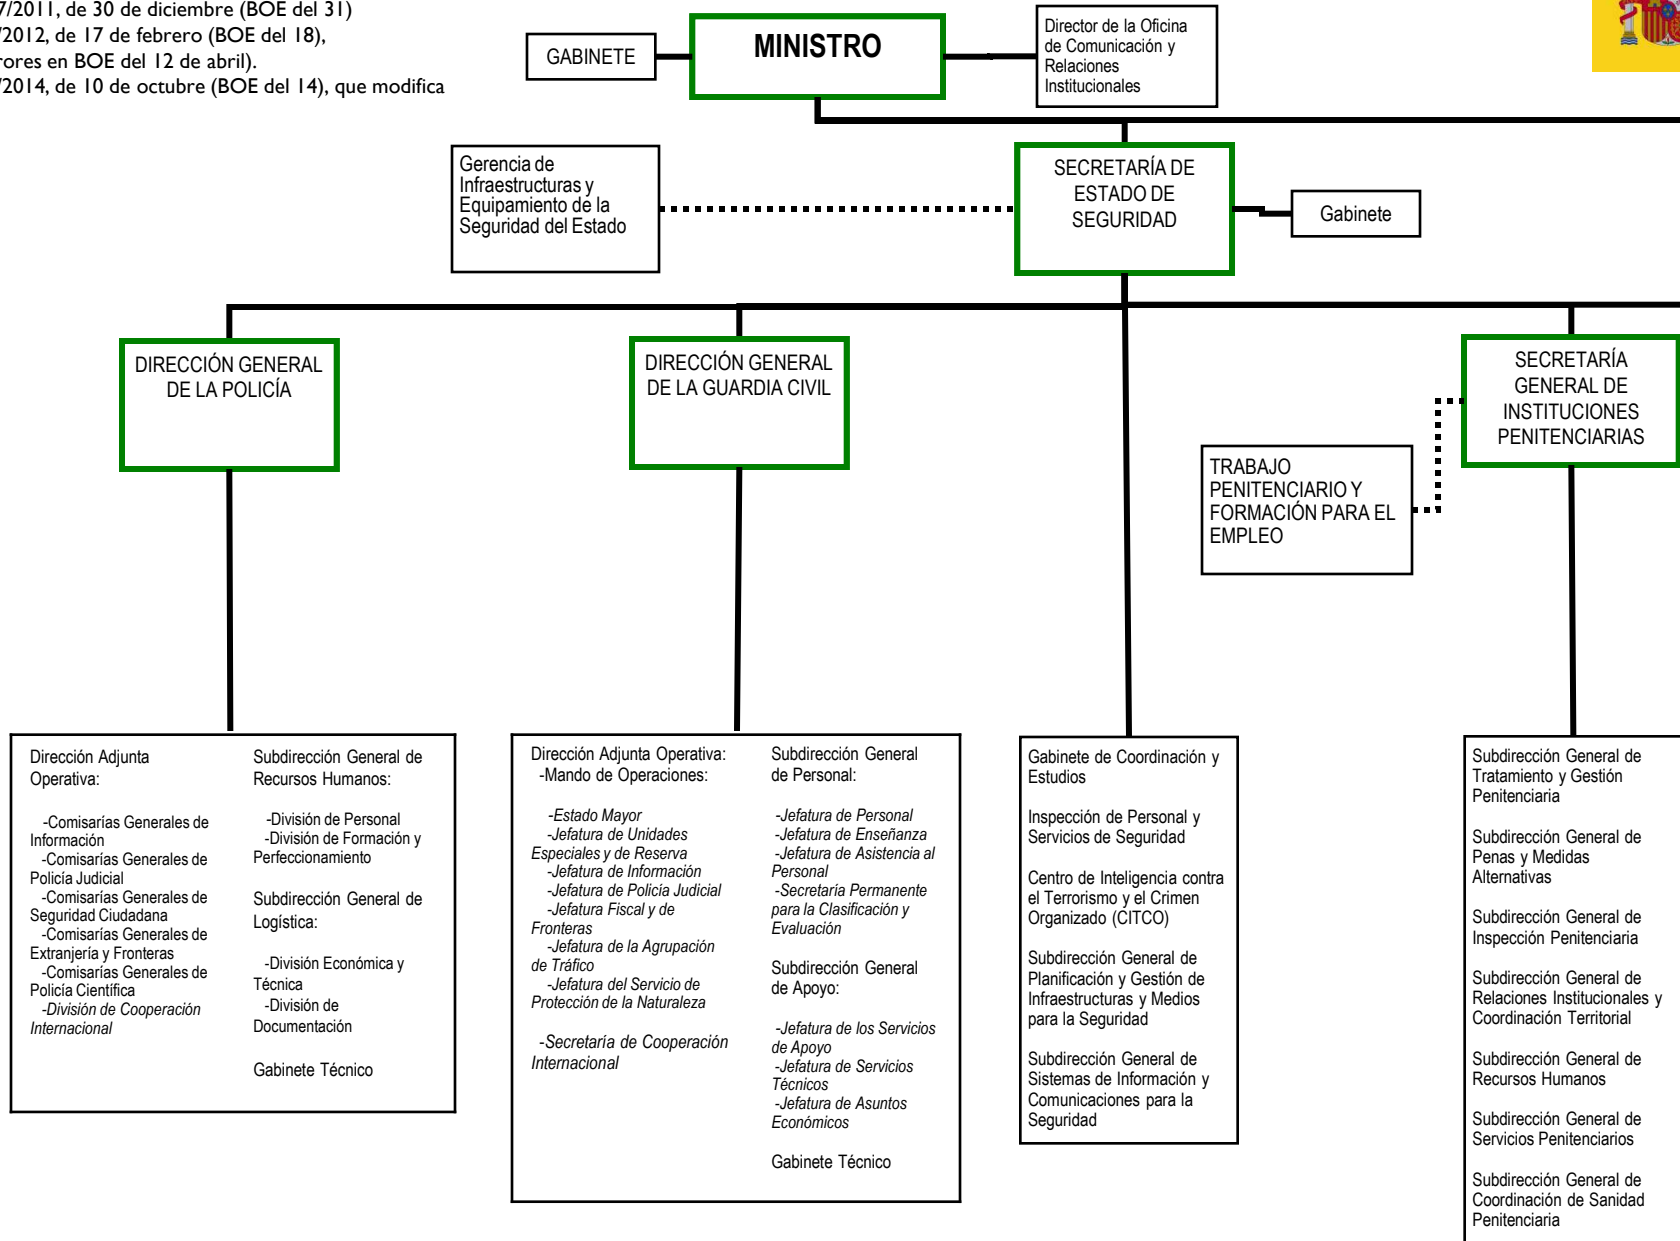 7/2011, de 30 de diciembre (BOE del 31)
/2012, de 17 de febrero (BOE del 18),
rores en BOE del 12 de abril).
/2014, de 10 de octubre (BOE del 14), que modifica
GABINETE
MINISTRO
Director de la Oficina
de Comunicación y
Relaciones
Institucionales
Gerencia de
Infraestructuras y
Equipamiento de la
Seguridad del Estado
SECRETARÍA DE
ESTADO DE
SEGURIDAD
Gabinete
DIRECCIÓN GENERAL
DE LA POLICÍA
DIRECCIÓN GENERAL
DE LA GUARDIA CIVIL
SECRETARÍA
GENERAL DE
INSTITUCIONES
PENITENCIARIAS
TRABAJO
PENITENCIARIO Y
FORMACIÓN PARA EL
EMPLEO
Dirección Adjunta
Operativa:
-Comisarías Generales de
Información
-Comisarías Generales de
Policía Judicial
-Comisarías Generales de
Seguridad Ciudadana
-Comisarías Generales de
Extranjería y Fronteras
-Comisarías Generales de
Policía Científica
-División de Cooperación
Internacional
Subdirección General de
Recursos Humanos:
-División de Personal
-División de Formación y
Perfeccionamiento
Subdirección General de
Logística:
-División Económica y
Técnica
-División de
Documentación
Gabinete Técnico
Dirección Adjunta Operativa:
-Mando de Operaciones:
-Estado Mayor
-Jefatura de Unidades
Especiales y de Reserva
-Jefatura de Información
-Jefatura de Policía Judicial
-Jefatura Fiscal y de
Fronteras
-Jefatura de la Agrupación
de Tráfico
-Jefatura del Servicio de
Protección de la Naturaleza
-Secretaría de Cooperación
Internacional
Subdirección General
de Personal:
-Jefatura de Personal
-Jefatura de Enseñanza
-Jefatura de Asistencia al
Personal
-Secretaría Permanente
para la Clasificación y
Evaluación
Subdirección General
de Apoyo:
-Jefatura de los Servicios
de Apoyo
-Jefatura de Servicios
Técnicos
-Jefatura de Asuntos
Económicos
Gabinete Técnico
Gabinete de Coordinación y
Estudios
Inspección de Personal y
Servicios de Seguridad
Centro de Inteligencia contra
el Terrorismo y el Crimen
Organizado (CITCO)
Subdirección General de
Planificación y Gestión de
Infraestructuras y Medios
para la Seguridad
Subdirección General de
Sistemas de Información y
Comunicaciones para la
Seguridad
Subdirección General de
Tratamiento y Gestión
Penitenciaria
Subdirección General de
Penas y Medidas
Alternativas
Subdirección General de
Inspección Penitenciaria
Subdirección General de
Relaciones Institucionales y
Coordinación Territorial
Subdirección General de
Recursos Humanos
Subdirección General de
Servicios Penitenciarios
Subdirección General de
Coordinación de Sanidad
Penitenciaria